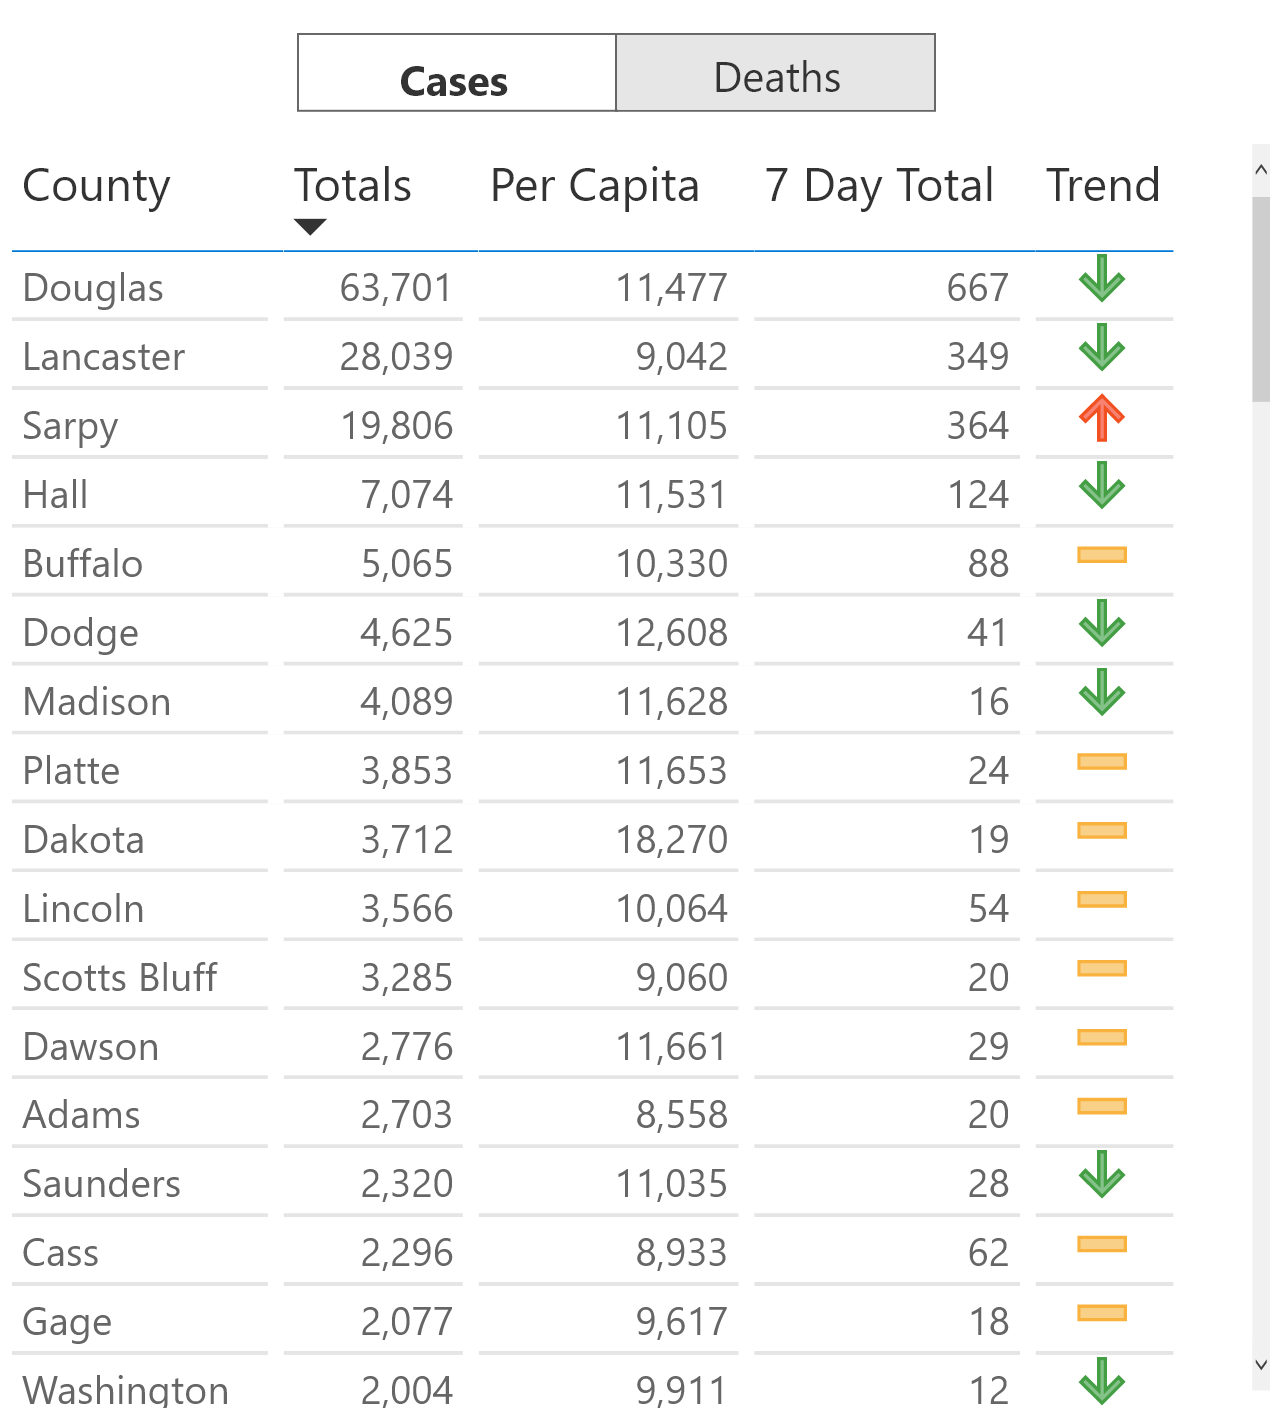 Cases Deaths
County Totals Per Capita 7 Day Total Trend
Douglas 63,701 11,477 667
Lancaster 28,039 9,042 349
Sarpy 19,806 11,105 364
Hall 7,074 11,531 124
Buffalo 5,065 10,330 88
Dodge 4,625 12,608 41
Madison 4,089 11,628 16
Platte 3,853 11,653 24
Dakota 3,712 18,270 19
Lincoln 3,566 10,064 54
Scotts Bluff 3,285 9,060 20
Dawson 2,776 11,661 29
Adams 2,703 8,558 20
Saunders 2,320 11,035 28
Cass 2,296 8,933 62
Gage 2,077 9,617 18
Washington 2,004 9,911 12